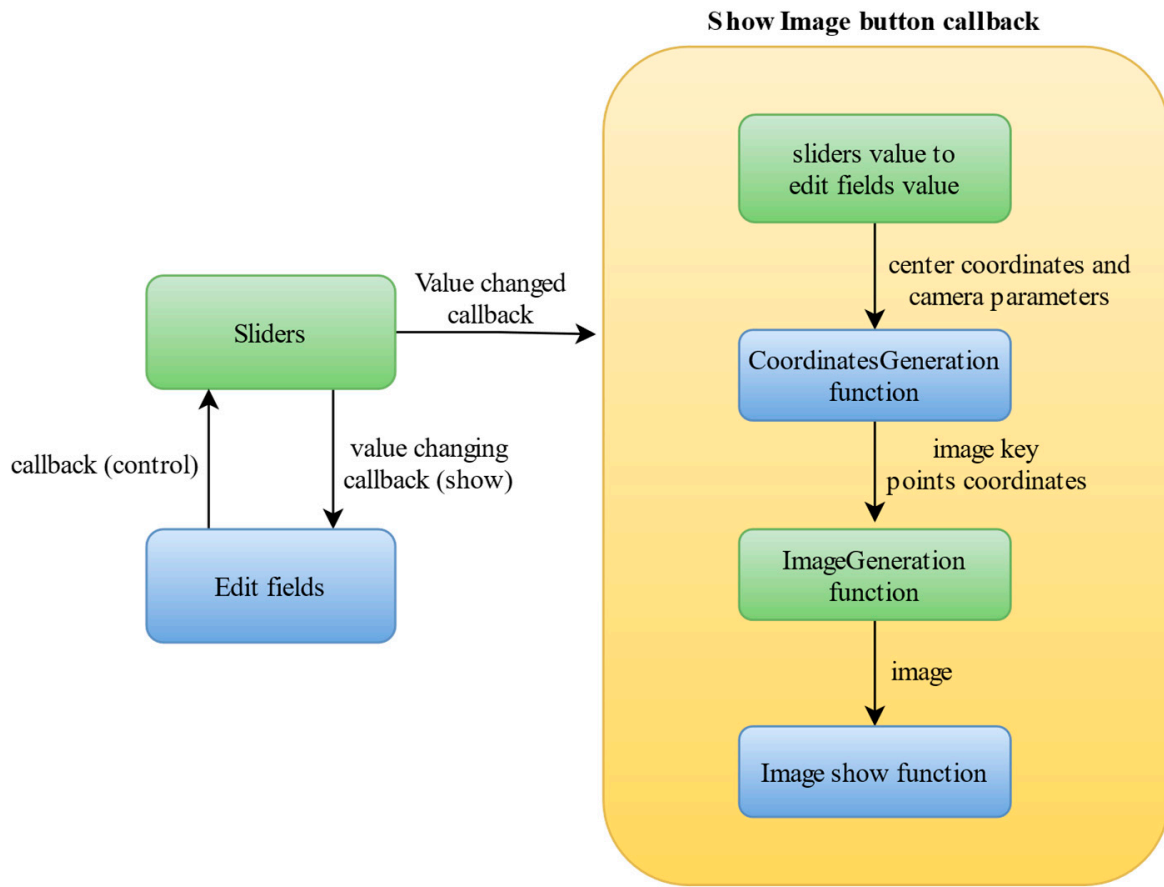 Show Image button callback
sliders value to
edit fields value
center coordinates and
camera parameters
Value changed
callback
Sliders
CoordinatesGeneration
function
callback (control)
value changing
callback (show)
image key
points coordinates
Edit fields
ImageGeneration
function
image
Image show function